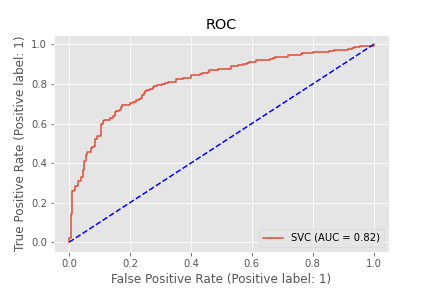 ROC
True Positive Rate (Positive label: 1)
1.0
0.8
0.6
0.4
0.2
0.0
SVC (AUC = 0.82)
0.0 0.2 0.4 0.6 0.8 1.0
False Positive Rate (Positive label: 1)